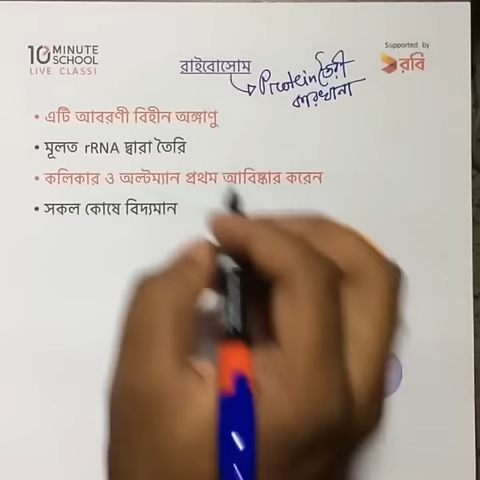 10 MINUTE
SCHOOL
LIVE CLASS!
রাইবোসোম
Protein তৈরী
কারখানা
Supported by
রবি
• এটি আবরণী বিহীন অঙ্গাণু
• মূলত rRNA দ্বারা তৈরি
• কলিকার ও অল্টম্যান প্রথম আবিষ্কার করেন
• সকল কোষে বিদ্যমান